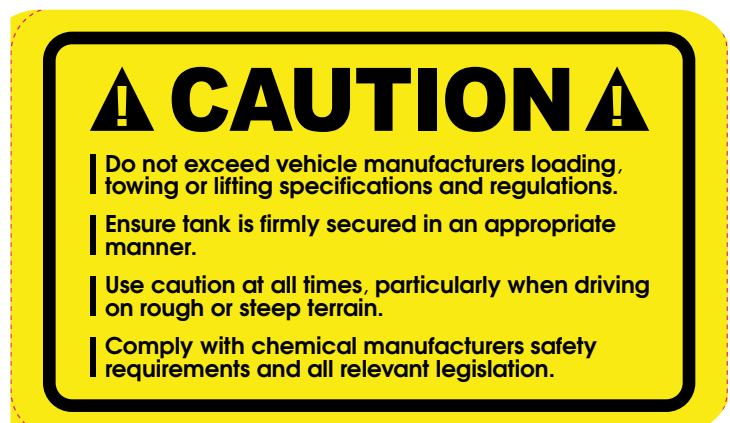 ! CAUTION !
Do not exceed vehicle manufacturers loading,
towing or lifting specifications and regulations.
Ensure tank is firmly secured in an appropriate
manner.
Use caution at all times, particularly when driving
on rough or steep terrain.
Comply with chemical manufacturers safety
requirements and all relevant legislation.